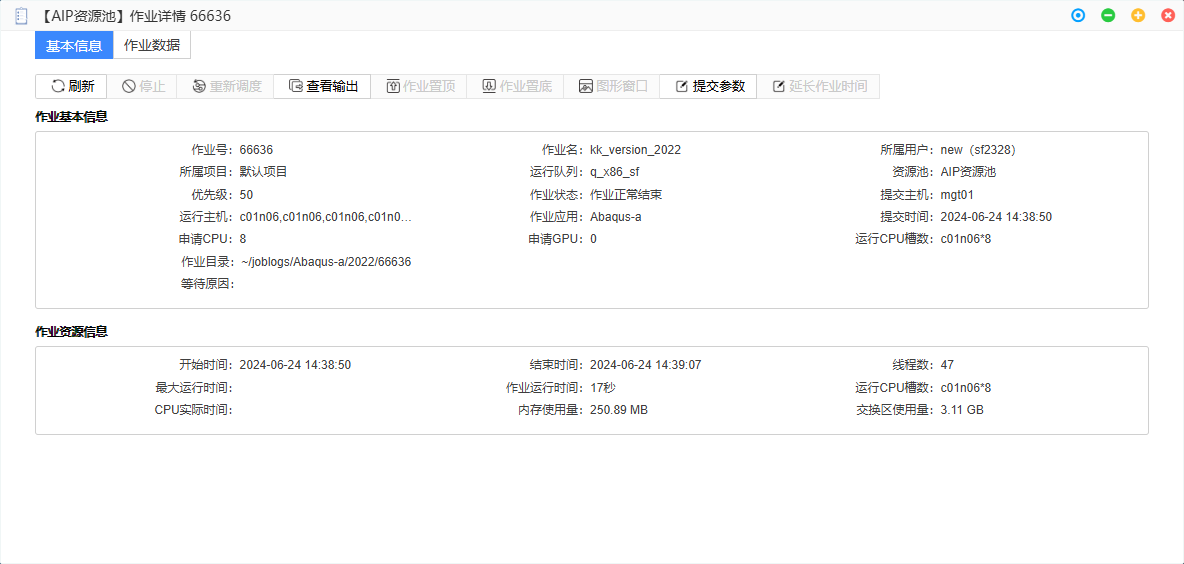 【AIP资源池】作业详情 66636
基本信息 作业数据
刷新 停止 重新调度 查看输出 作业置顶 作业置底 图形窗口 提交参数 延长作业时间
作业基本信息
作业号: 66636 作业名: kk_version_2022 所属用户: new（sf2328）
所属项目: 默认项目 运行队列: q_x86_sf 资源池: AIP资源池
优先级: 50 作业状态: 作业正常结束 提交主机: mgt01
运行主机: c01n06,c01n06,c01n06,c01n0... 作业应用: Abaqus-a 提交时间: 2024-06-24 14:38:50
申请CPU: 8 申请GPU: 0 运行CPU槽数: c01n06*8
作业目录: ~/joblogs/Abaqus-a/2022/66636
等待原因:
作业资源信息
开始时间: 2024-06-24 14:38:50 结束时间: 2024-06-24 14:39:07 线程数: 47
最大运行时间: 作业运行时间: 17秒 运行CPU槽数: c01n06*8
CPU实际时间: 内存使用量: 250.89 MB 交换区使用量: 3.11 GB